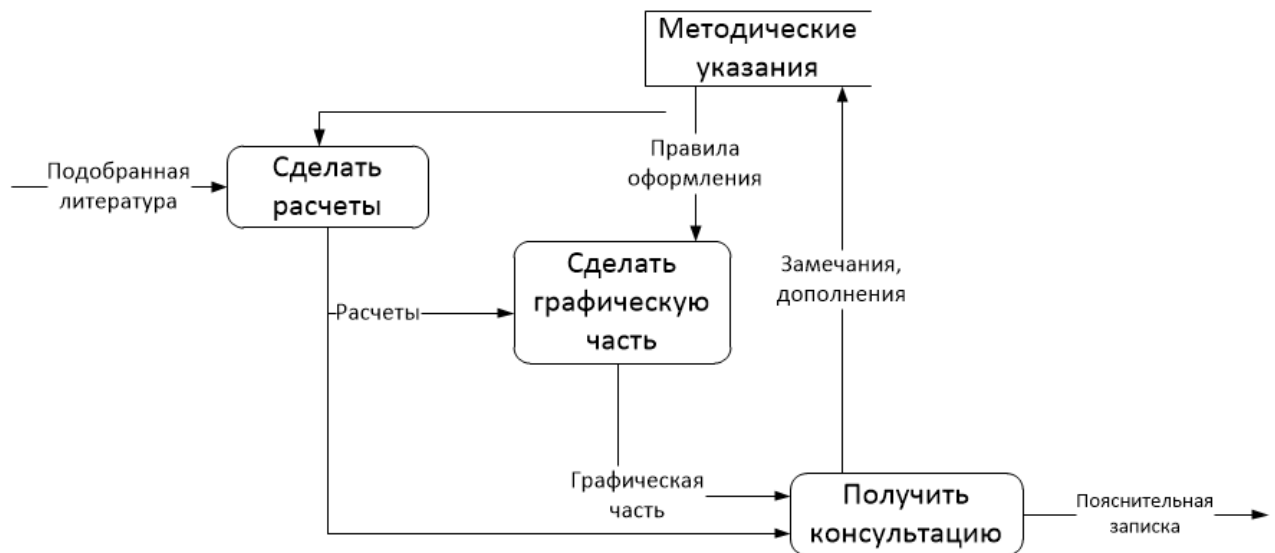 Методические
указания
Подобранная
литература
Сделать
расчеты
Правила
оформления
Сделать
графическую
часть
Замечания,
дополнения
Расчеты
Графическая
часть
Получить
консультацию
Пояснительная
записка